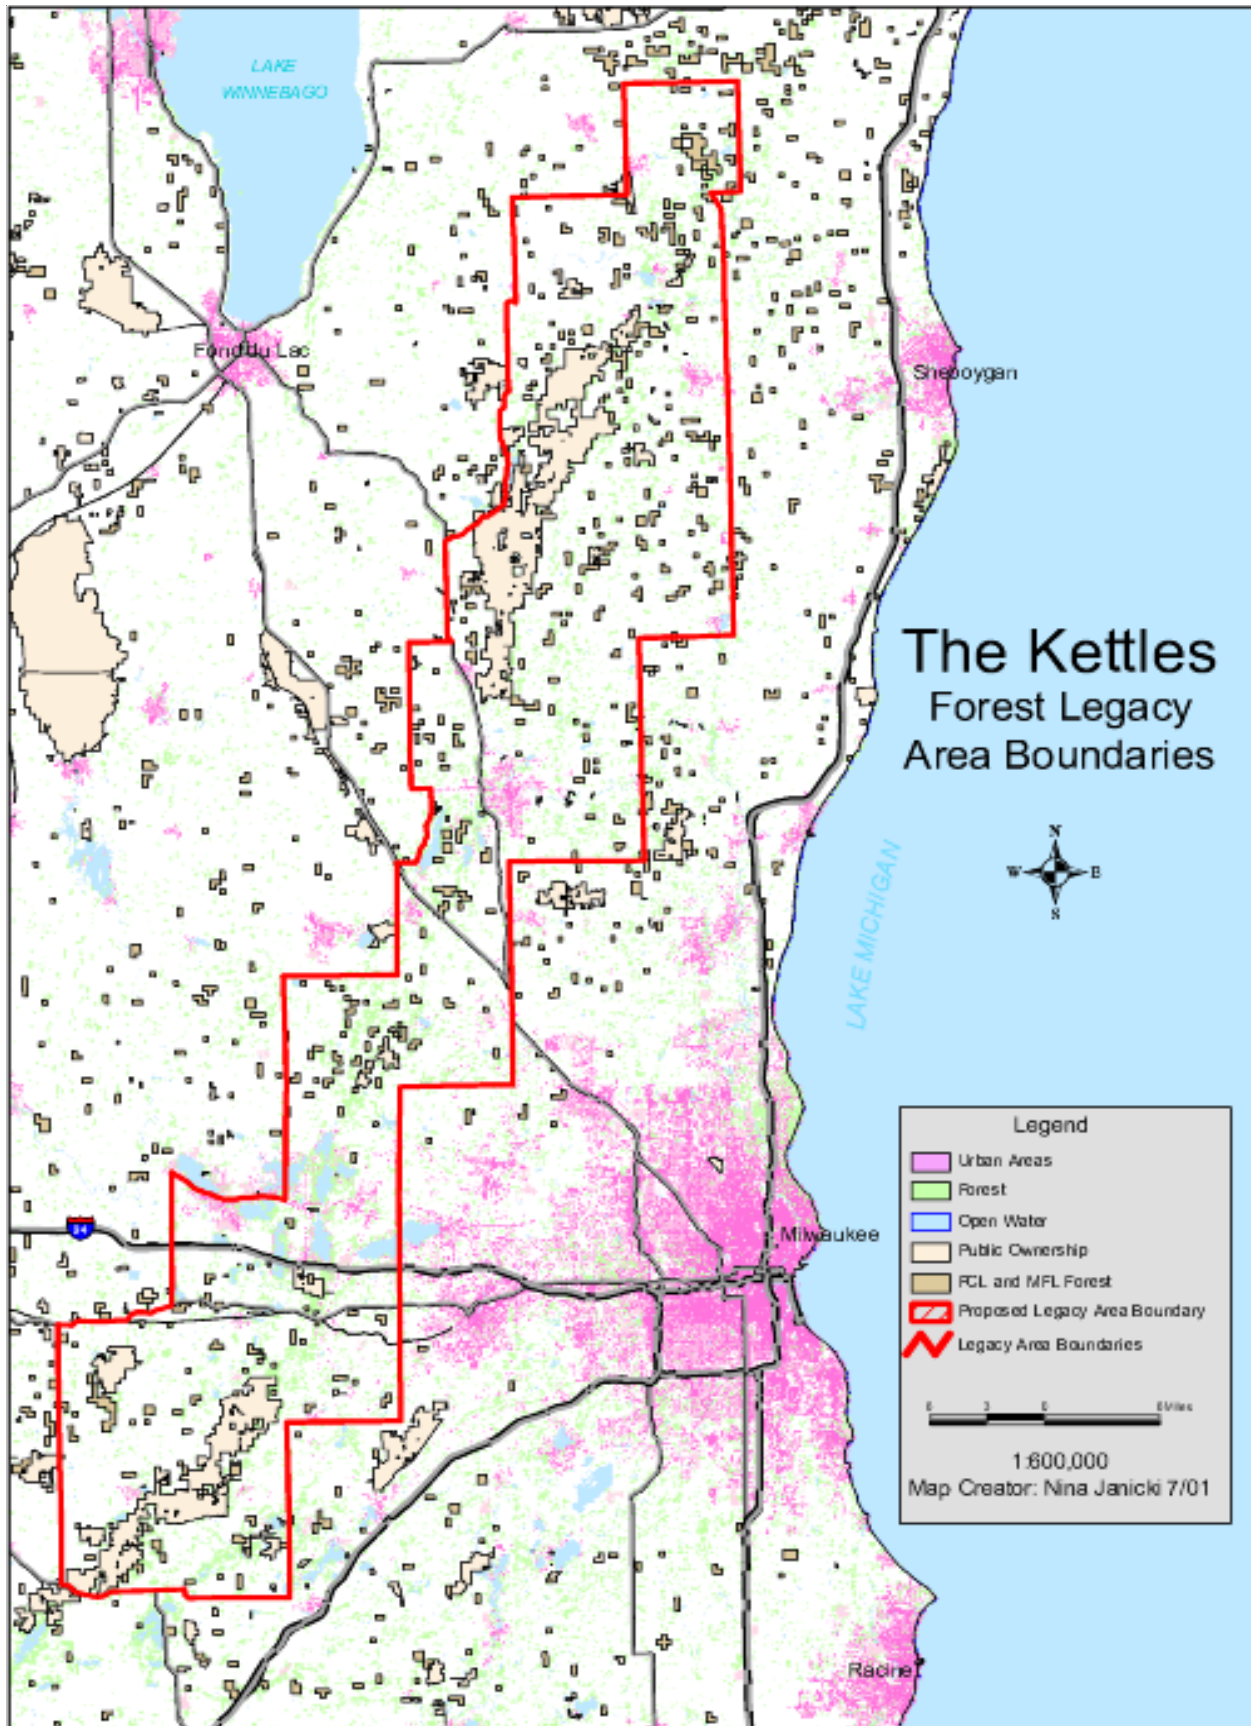 LAKE
WINNEBAGO
Fond du Lac
Sheboygan
The Kettles
Forest Legacy
Area Boundaries
N
W E
S
LAKE MICHIGAN
Legend
Urban Areas
Forest
Open Water
Public Ownership
FCL and MFL Forest
Proposed Legacy Area Boundary
Legacy Area Boundaries
Miles
1:600,000
Map Creator: Nina Janicki 7/01
94
Milwaukee
Racine